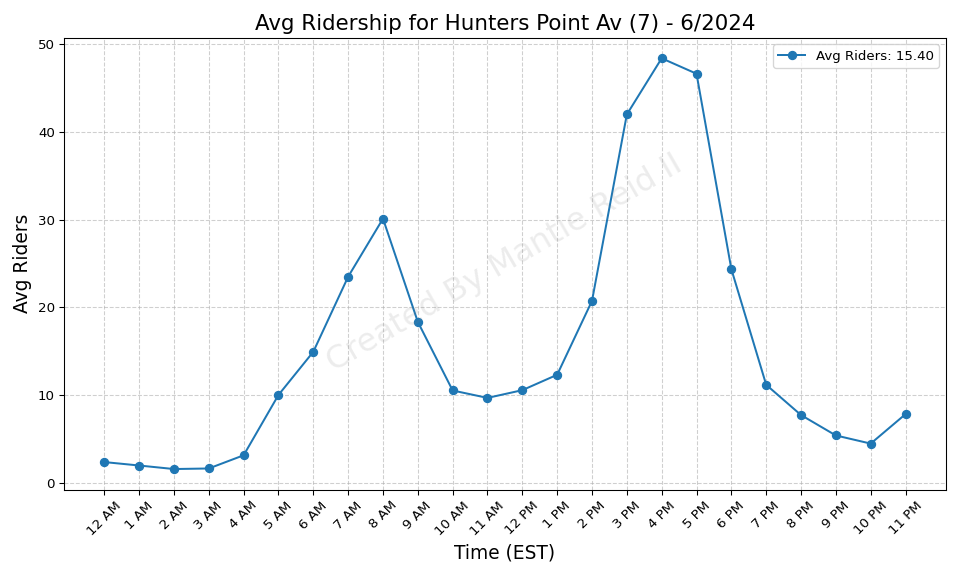 Avg Ridership for Hunters Point Av (7) - 6/2024
Avg Riders: 15.40
50
40
30
20
10
0
Avg Riders
Created By Mantle Reid II
12 AM
1 AM
2 AM
3 AM
4 AM
5 AM
6 AM
7 AM
8 AM
9 AM
10 AM
11 AM
12 PM
1 PM
2 PM
3 PM
4 PM
5 PM
6 PM
7 PM
8 PM
9 PM
10 PM
11 PM
Time (EST)